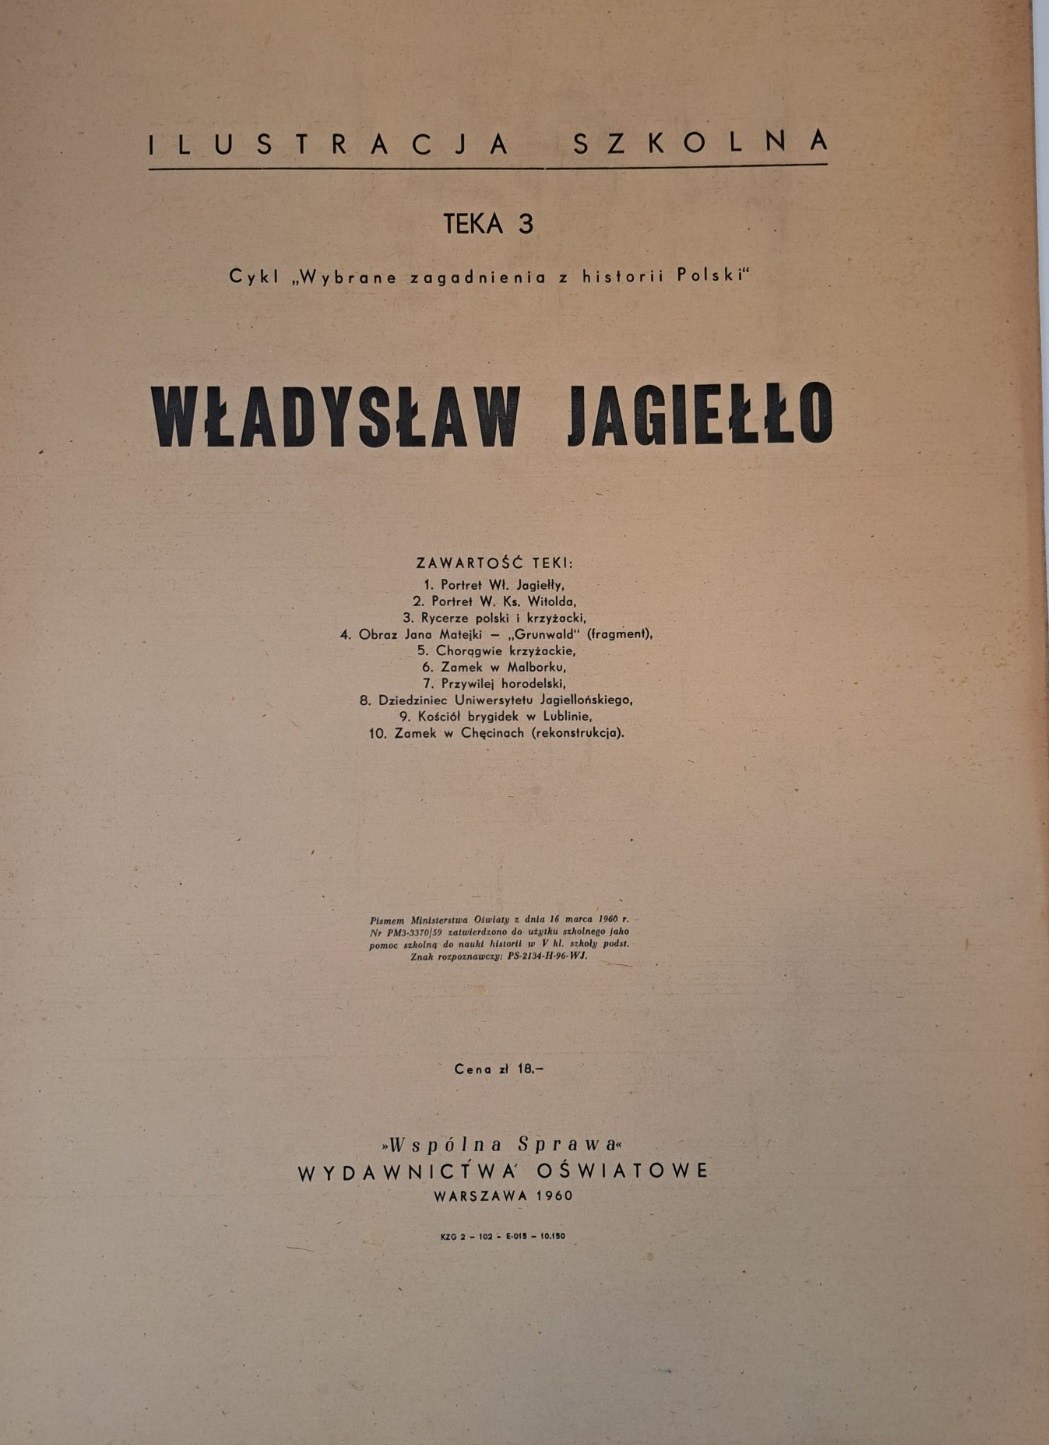 ILUSTRACJA SZKOLNA
TEKA 3
Cykl „Wybrane zagadnienia z historii Polski“
WŁADYSŁAW JAGIEŁŁO
ZAWARTOŚĆ TEKI:
1. Portret Wł. Jagiełły,
2. Portret W. Ks. Witolda,
3. Rycerze polski i krzyżacki,
4. Obraz Jana Matejki – „Grunwald“ (fragment),
5. Chorągwie krzyżackie,
6. Zamek w Malborku,
7. Przywilej horodelski,
8. Dziedziniec Uniwersytetu Jagiellońskiego,
9. Kościół brygidek w Lublinie,
10. Zamek w Chęcinach (rekonstrukcja).
Pismem Ministerstwa Oświaty z dnia 16 marca 1960 r.
Nr PM3-3370/59 zatwierdzono do użytku szkolnego jako
pomoc szkolną do nauki historii w V kl. szkoły podst.
Znak rozpoznawczy: PS-2134-H-96-WJ.
Cena zł 18.–
»Wspólna Sprawa«
WYDAWNICTWA OŚWIATOWE
WARSZAWA 1960
KZG 2 – 102 – E-015 – 10.150